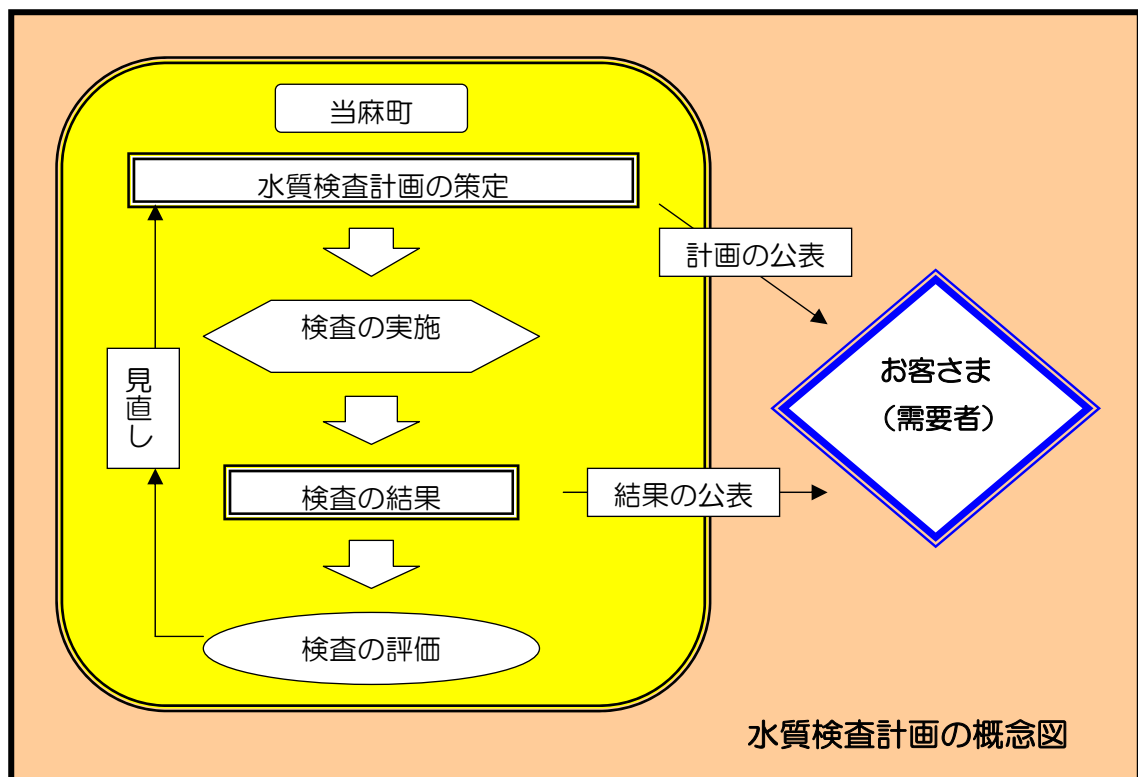 当麻町
水質検査計画の策定
計画の公表
検査の実施
お客さま
（需要者）
見直し
検査の結果
結果の公表
検査の評価
水質検査計画の概念図